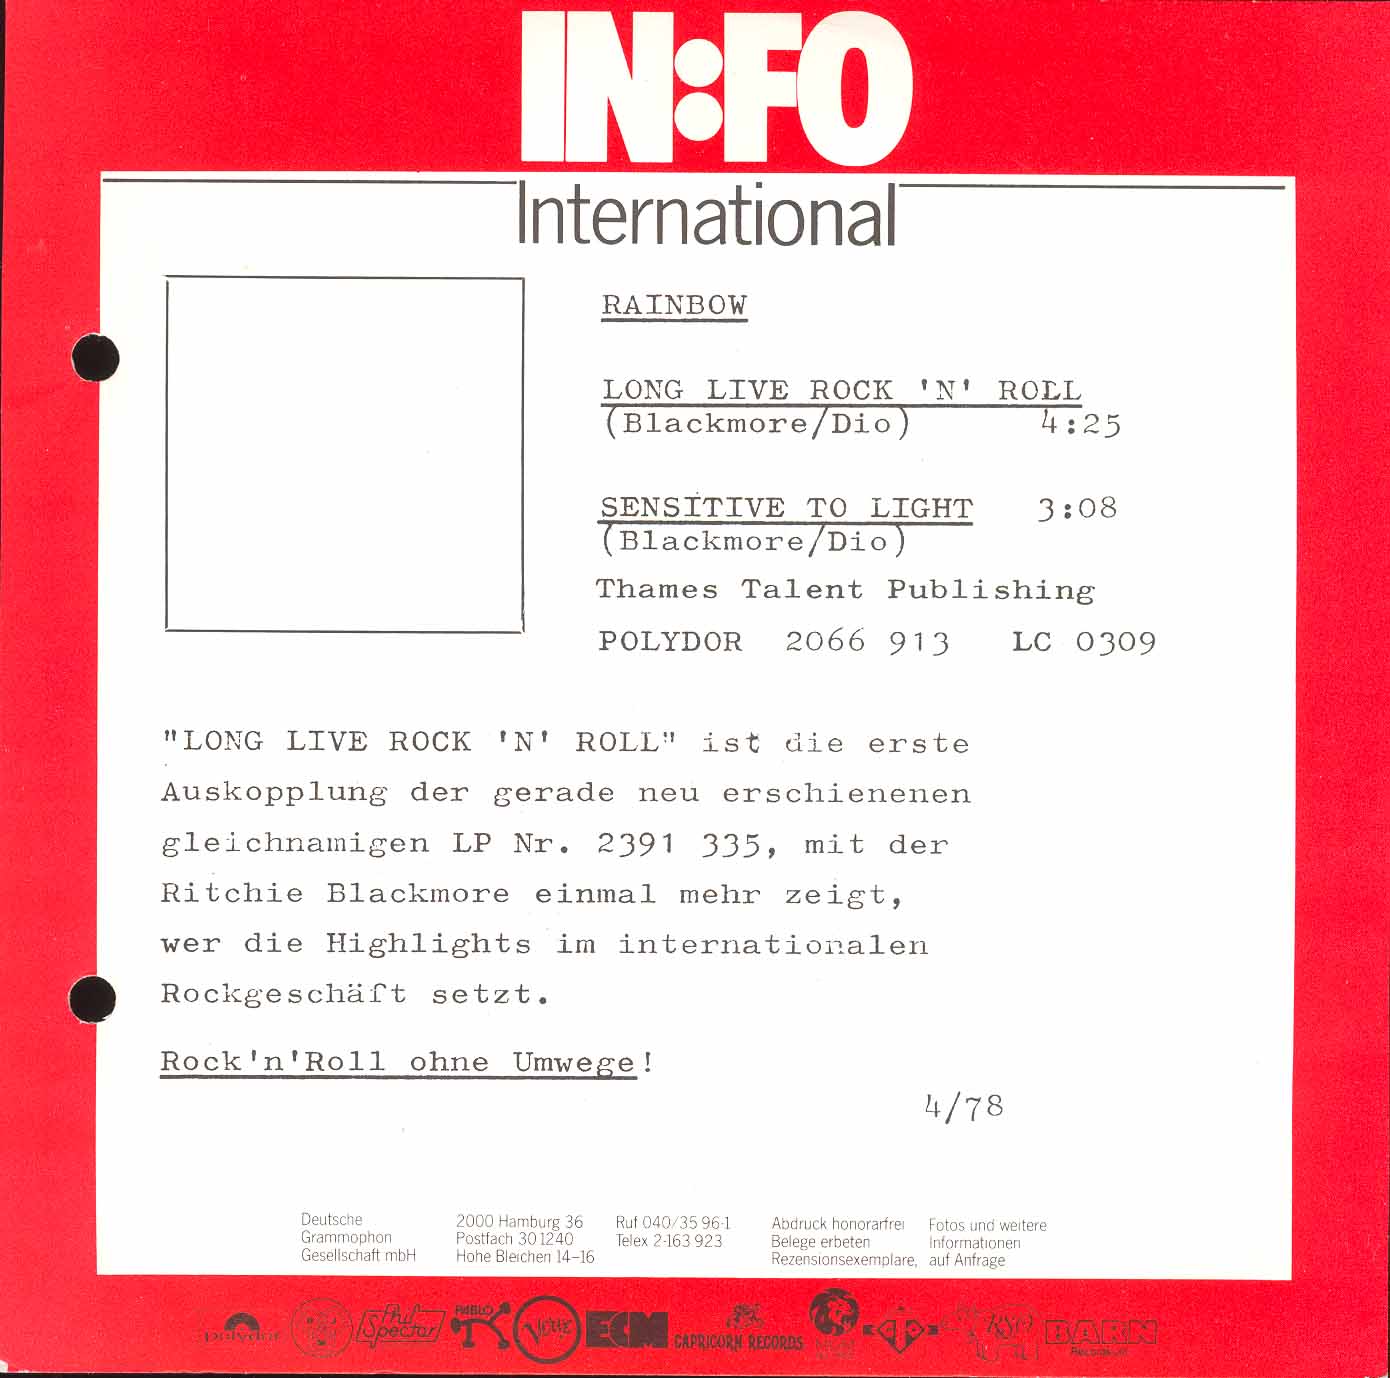 IN:FO
International
RAINBOW
LONG LIVE ROCK 'N' ROLL
(Blackmore/Dio) 4:25
SENSITIVE TO LIGHT 3:08
(Blackmore/Dio)
Thames Talent Publishing
POLYDOR 2066 913 LC 0309
"LONG LIVE ROCK 'N' ROLL" ist die erste
Auskopplung der gerade neu erschienenen
gleichnamigen LP Nr. 2391 335, mit der
Ritchie Blackmore einmal mehr zeigt,
wer die Highlights im internationalen
Rockgeschäft setzt.
Rock'n'Roll ohne Umwege!
4/78
Deutsche
Grammophon
Gesellschaft mbH
2000 Hamburg 36
Postfach 30 1240
Hohe Bleichen 14-16
Ruf 040/35 96-1
Telex 2-163 923
Abdruck honorarfrei
Belege erbeten
Rezensionsexemplare,
Fotos und weitere
Informationen
auf Anfrage
polydor
Phil
Spector
PABLO
Verve
ECM
CAPRICORN RECORDS
RSO
BARN